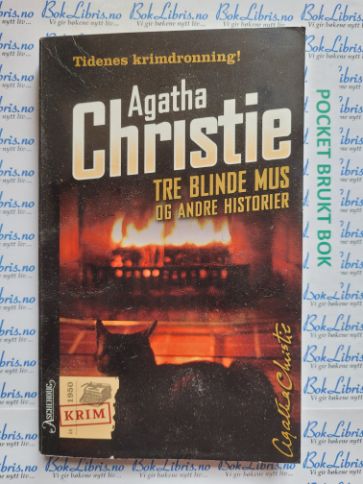 Tidenes krimdronning!
Agatha
Christie
TRE BLINDE MUS
OG ANDRE HISTORIER
Agatha Christie
1950
KRIM
ASCHEHOUG
POCKET BRUKT BOK
BokLibris.no
Vi gir bøkene nytt liv...